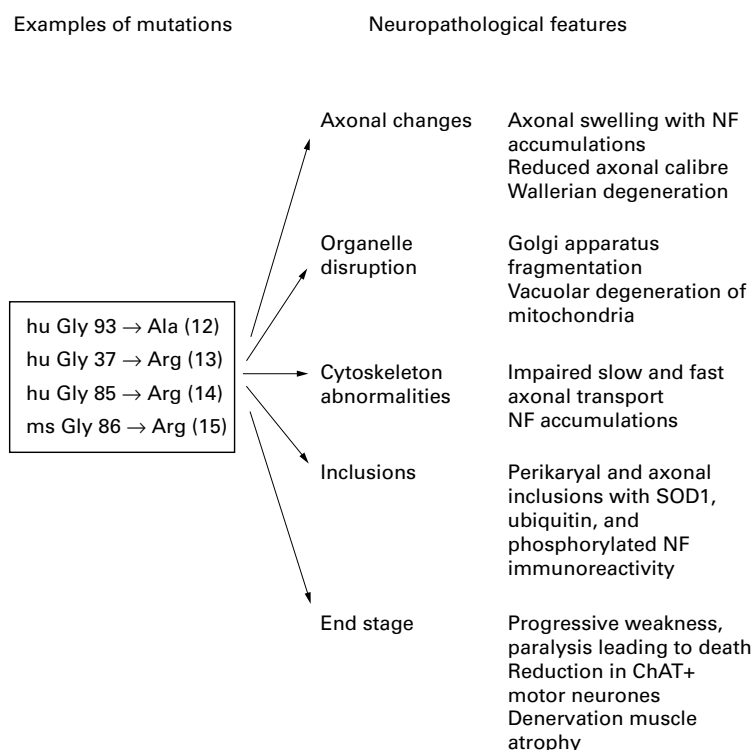 Examples of mutations
Neuropathological features
Axonal changes
Axonal swelling with NF
accumulations
Reduced axonal calibre
Wallerian degeneration
Organelle
disruption
Golgi apparatus
fragmentation
Vacuolar degeneration of
mitochondria
hu Gly 93 → Ala (12)
hu Gly 37 → Arg (13)
hu Gly 85 → Arg (14)
ms Gly 86 → Arg (15)
Cytoskeleton
abnormalities
Impaired slow and fast
axonal transport
NF accumulations
Inclusions
Perikaryal and axonal
inclusions with SOD1,
ubiquitin, and
phosphorylated NF
immunoreactivity
End stage
Progressive weakness,
paralysis leading to death
Reduction in ChAT+
motor neurones
Denervation muscle
atrophy